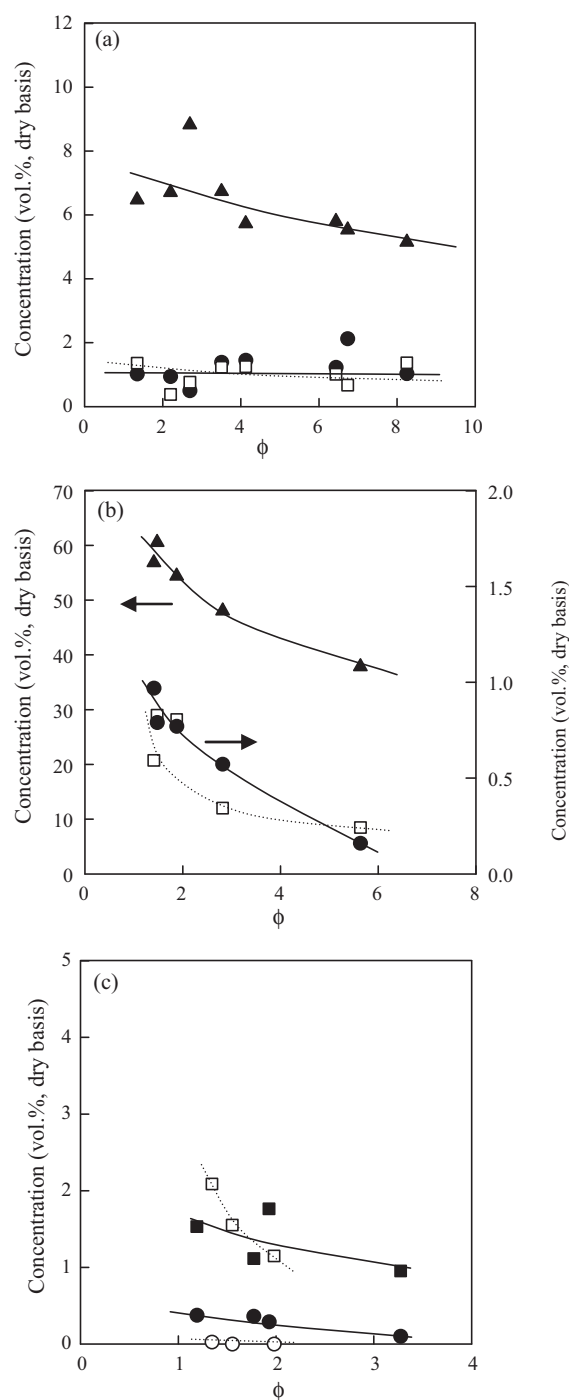 (a)
Concentration (vol.%, dry basis)
12
10
8
6
4
2
0
0 2 4 6 8 10
ϕ
(b)
Concentration (vol.%, dry basis)
70
60
50
40
30
20
10
0
2.0
1.5
1.0
0.5
0.0
Concentration (vol.%, dry basis)
0 2 4 6 8
ϕ
(c)
Concentration (vol.%, dry basis)
5
4
3
2
1
0
0 1 2 3 4
ϕ